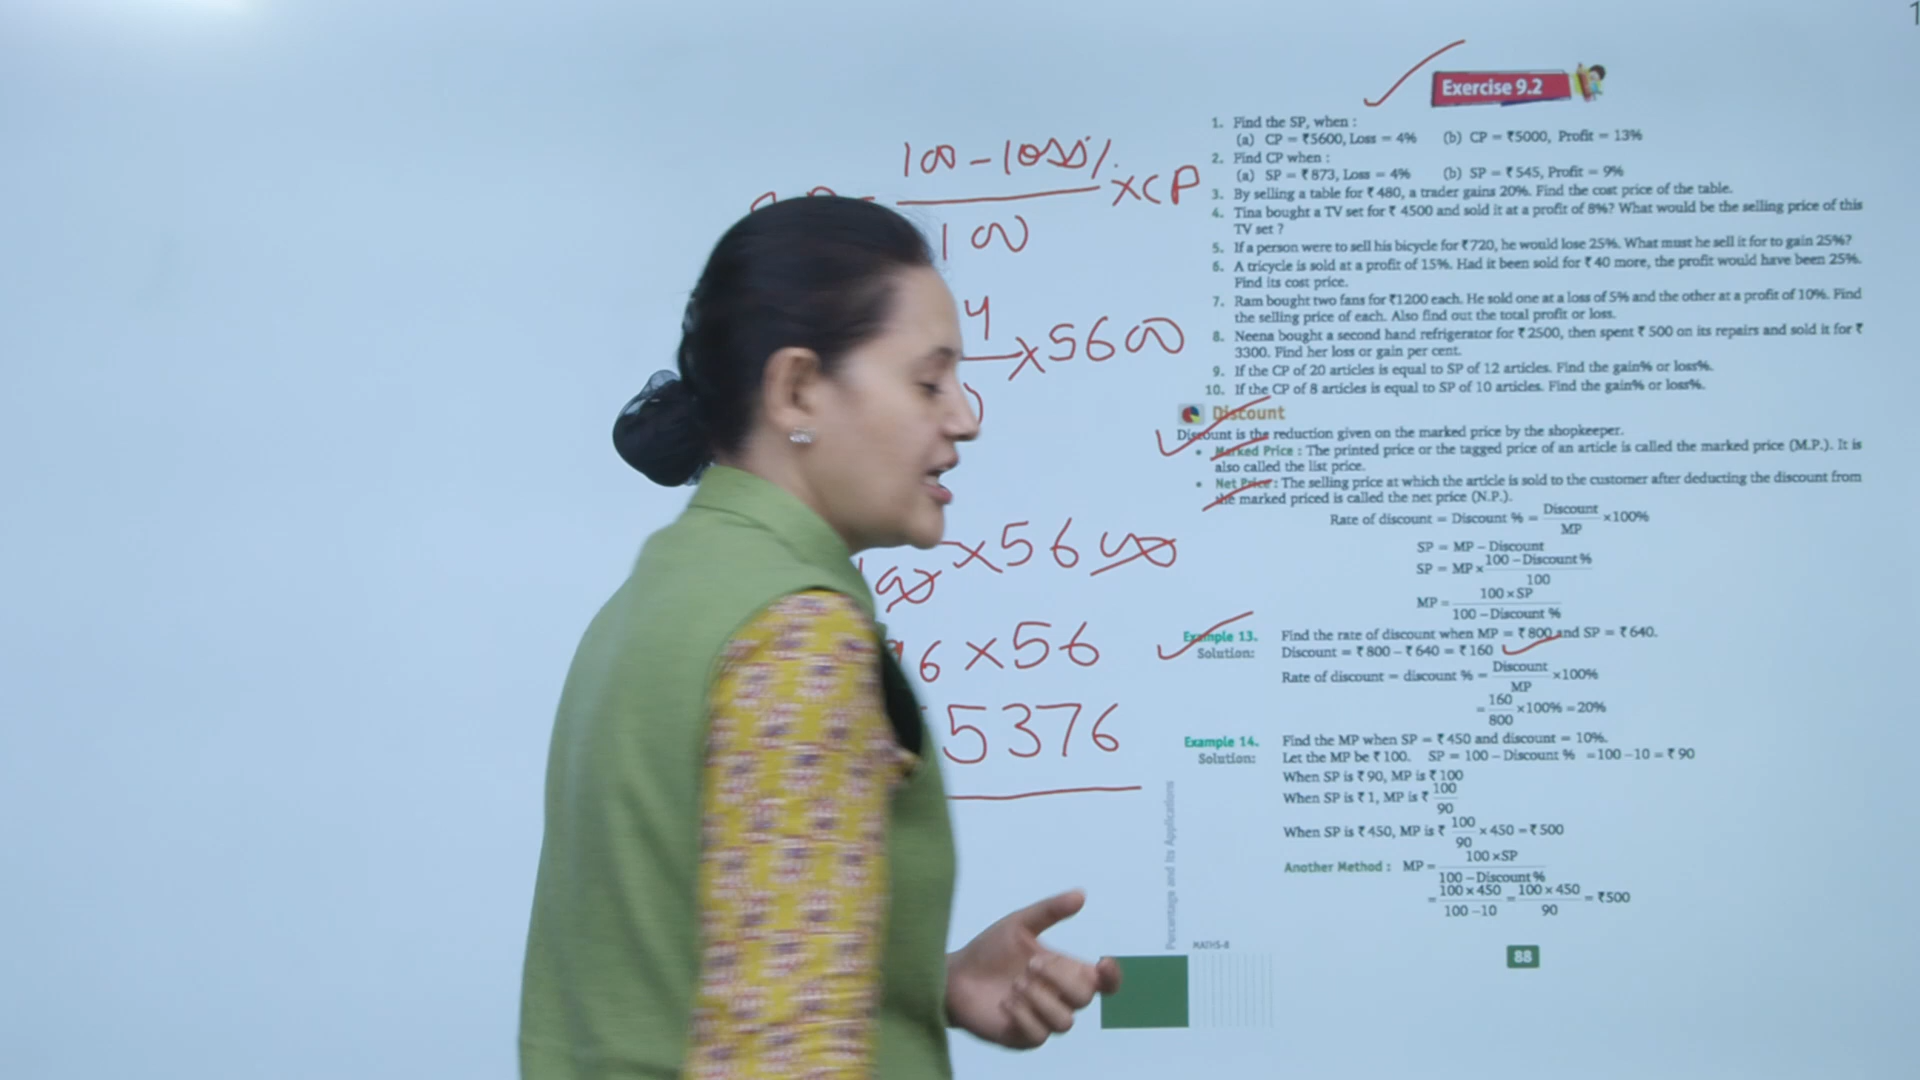 1
100 - loss%
× CP
100
4
× 5600
× 5600
100
96 × 56
5376
Exercise 9.2
1. Find the SP, when :
(a) CP = ₹5600, Loss = 4% (b) CP = ₹5000, Profit = 13%
2. Find CP when :
(a) SP = ₹873, Loss = 4% (b) SP = ₹545, Profit = 9%
3. By selling a table for ₹480, a trader gains 20%. Find the cost price of the table.
4. Tina bought a TV set for ₹ 4500 and sold it at a profit of 8%? What would be the selling price of this
TV set ?
5. If a person were to sell his bicycle for ₹720, he would lose 25%. What must he sell it for to gain 25%?
6. A tricycle is sold at a profit of 15%. Had it been sold for ₹40 more, the profit would have been 25%.
Find its cost price.
7. Ram bought two fans for ₹1200 each. He sold one at a loss of 5% and the other at a profit of 10%. Find
the selling price of each. Also find out the total profit or loss.
8. Neena bought a second hand refrigerator for ₹2500, then spent ₹500 on its repairs and sold it for ₹
3300. Find her loss or gain per cent.
9. If the CP of 20 articles is equal to SP of 12 articles. Find the gain% or loss%.
10. If the CP of 8 articles is equal to SP of 10 articles. Find the gain% or loss%.
Discount
Discount is the reduction given on the marked price by the shopkeeper.
• Marked Price : The printed price or the tagged price of an article is called the marked price (M.P.). It is
also called the list price.
• Net Price : The selling price at which the article is sold to the customer after deducting the discount from
the marked priced is called the net price (N.P.).
Rate of discount = Discount % = Discount/MP ×100%
SP = MP – Discount
SP = MP × 100 – Discount %/100
MP = 100 × SP/100 – Discount %
Example 13. Find the rate of discount when MP = ₹800 and SP = ₹640.
Solution: Discount = ₹800 – ₹640 = ₹160
Rate of discount = discount % = Discount/MP ×100%
= 160/800 ×100% = 20%
Example 14. Find the MP when SP = ₹450 and discount = 10%.
Solution: Let the MP be ₹100. SP = 100 – Discount % = 100 – 10 = ₹90
When SP is ₹90, MP is ₹100
When SP is ₹1, MP is ₹ 100/90
When SP is ₹450, MP is ₹ 100/90 × 450 = ₹500
Another Method : MP = 100 ×SP/100 – Discount %
= 100 × 450/100 – 10 = 100 × 450/90 = ₹500
Percentage and Its Applications
MATHS-8
88